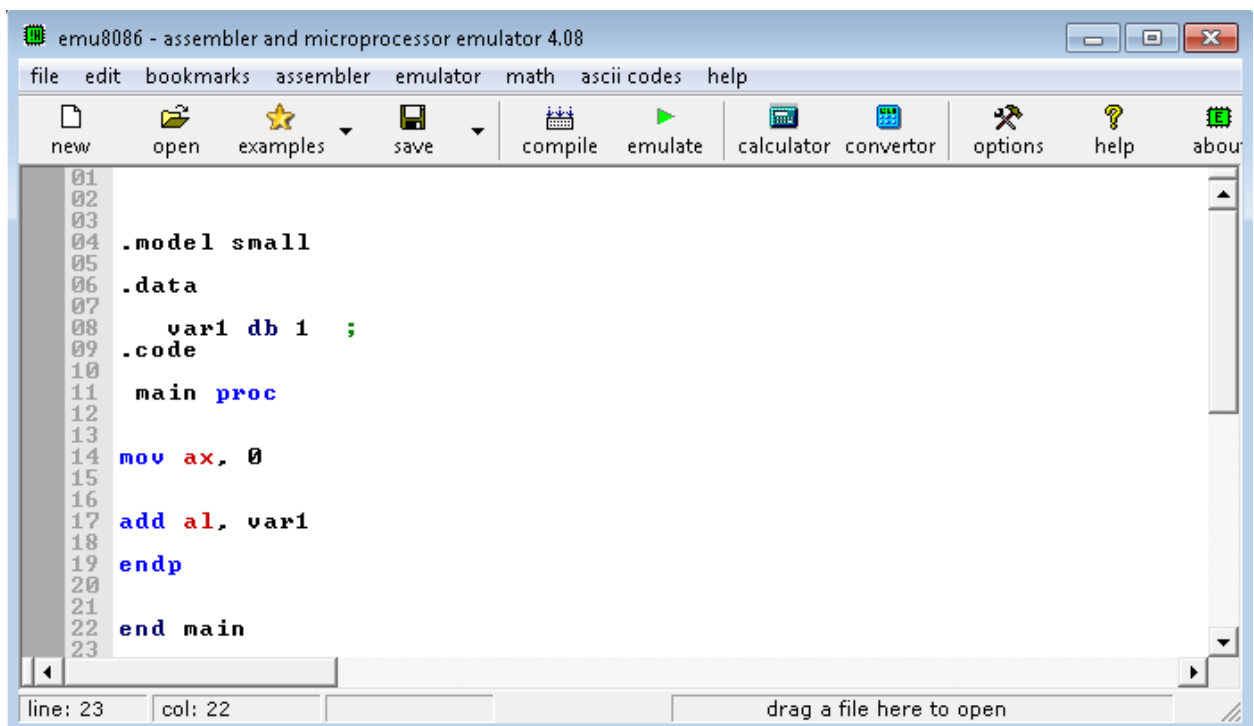 emu8086 - assembler and microprocessor emulator 4.08
file edit bookmarks assembler emulator math ascii codes help
new open examples save compile emulate calculator convertor options help abou
01
02
03
04 .model small
05
06 .data
07
08 var1 db 1 ;
09 .code
10
11 main proc
12
13
14 mov ax, 0
15
16
17 add al, var1
18
19 endp
20
21
22 end main
23
line: 23 col: 22 drag a file here to open